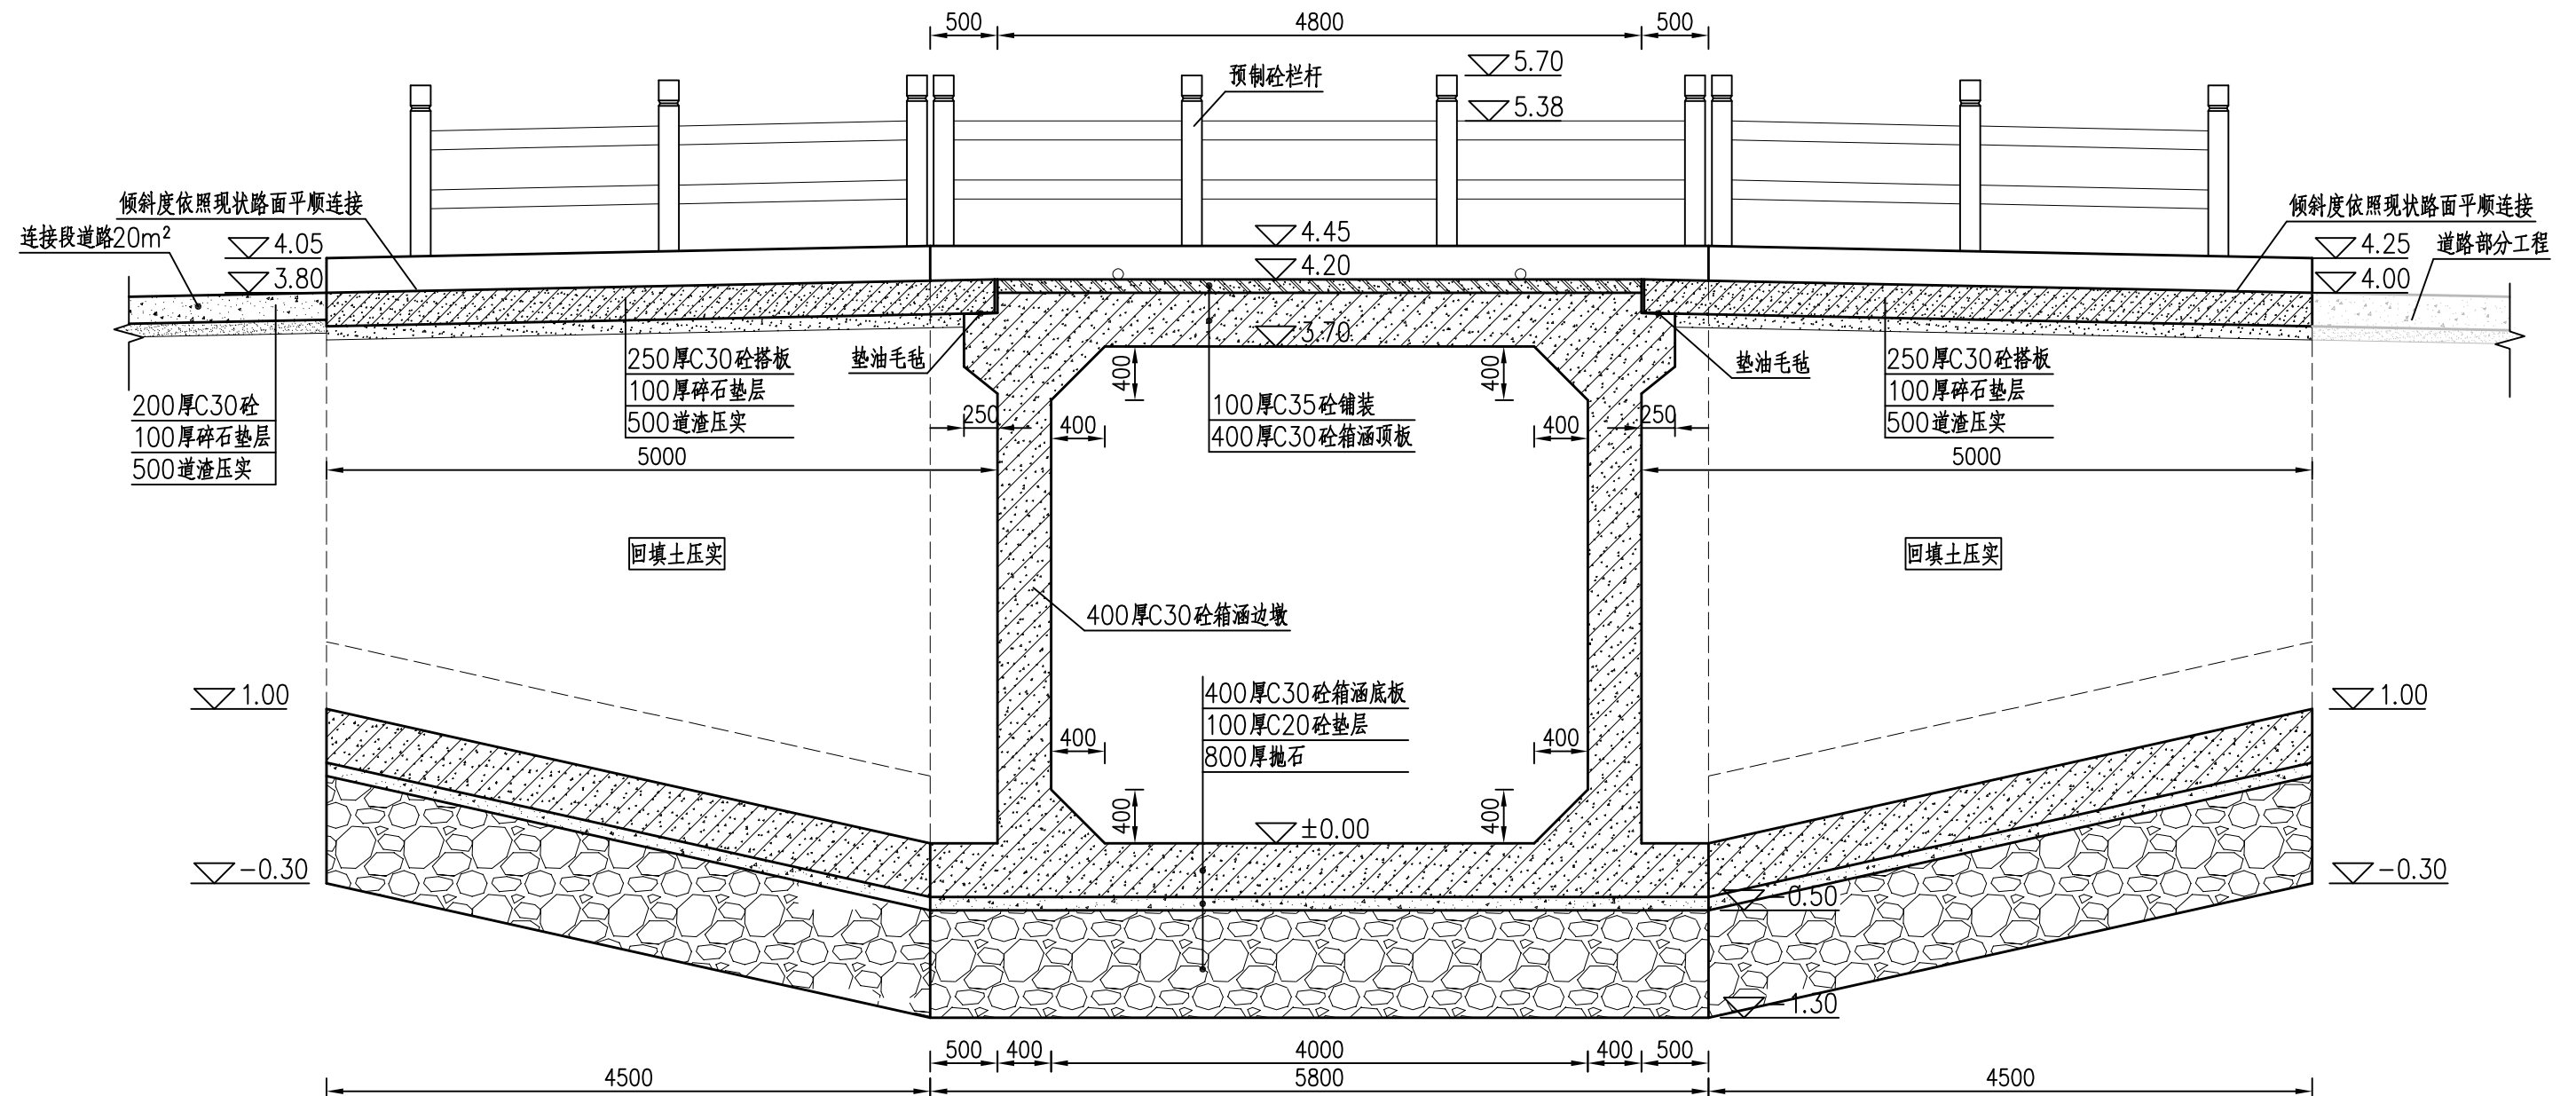 500
4800
500
5.70
预制砼栏杆
5.38
倾斜度依照现状路面平顺连接
倾斜度依照现状路面平顺连接
连接段道路20m²
4.05
4.45
4.25
道路部分工程
3.80
4.20
4.00
3.70
250厚C30砼搭板
100厚碎石垫层
500道渣压实
垫油毛毡
400
400
垫油毛毡
250厚C30砼搭板
100厚碎石垫层
500道渣压实
200厚C30砼
100厚碎石垫层
500道渣压实
250
400
100厚C35砼铺装
400厚C30砼箱涵顶板
400
250
5000
5000
回填土压实
回填土压实
400厚C30砼箱涵边墩
1.00
400厚C30砼箱涵底板
100厚C20砼垫层
800厚抛石
1.00
400
400
400
400
±0.00
-0.30
-0.30
-0.50
-1.30
500
400
4000
400
500
4500
5800
4500